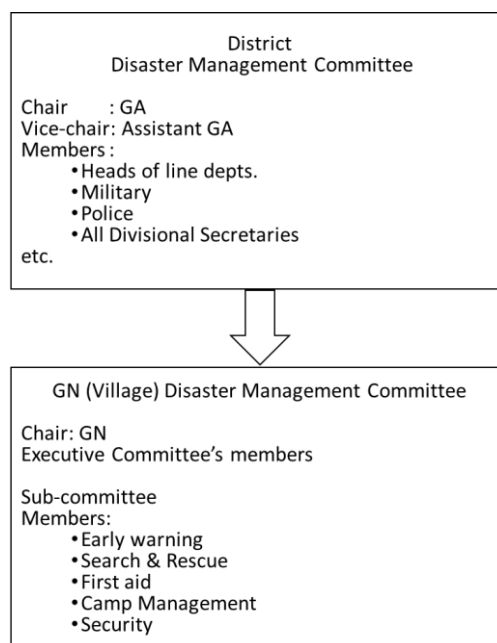 District
Disaster Management Committee
Chair : GA
Vice-chair: Assistant GA
Members :
•Heads of line depts.
•Military
•Police
•All Divisional Secretaries
etc.
GN (Village) Disaster Management Committee
Chair: GN
Executive Committee’s members
Sub-committee
Members:
•Early warning
•Search & Rescue
•First aid
•Camp Management
•Security